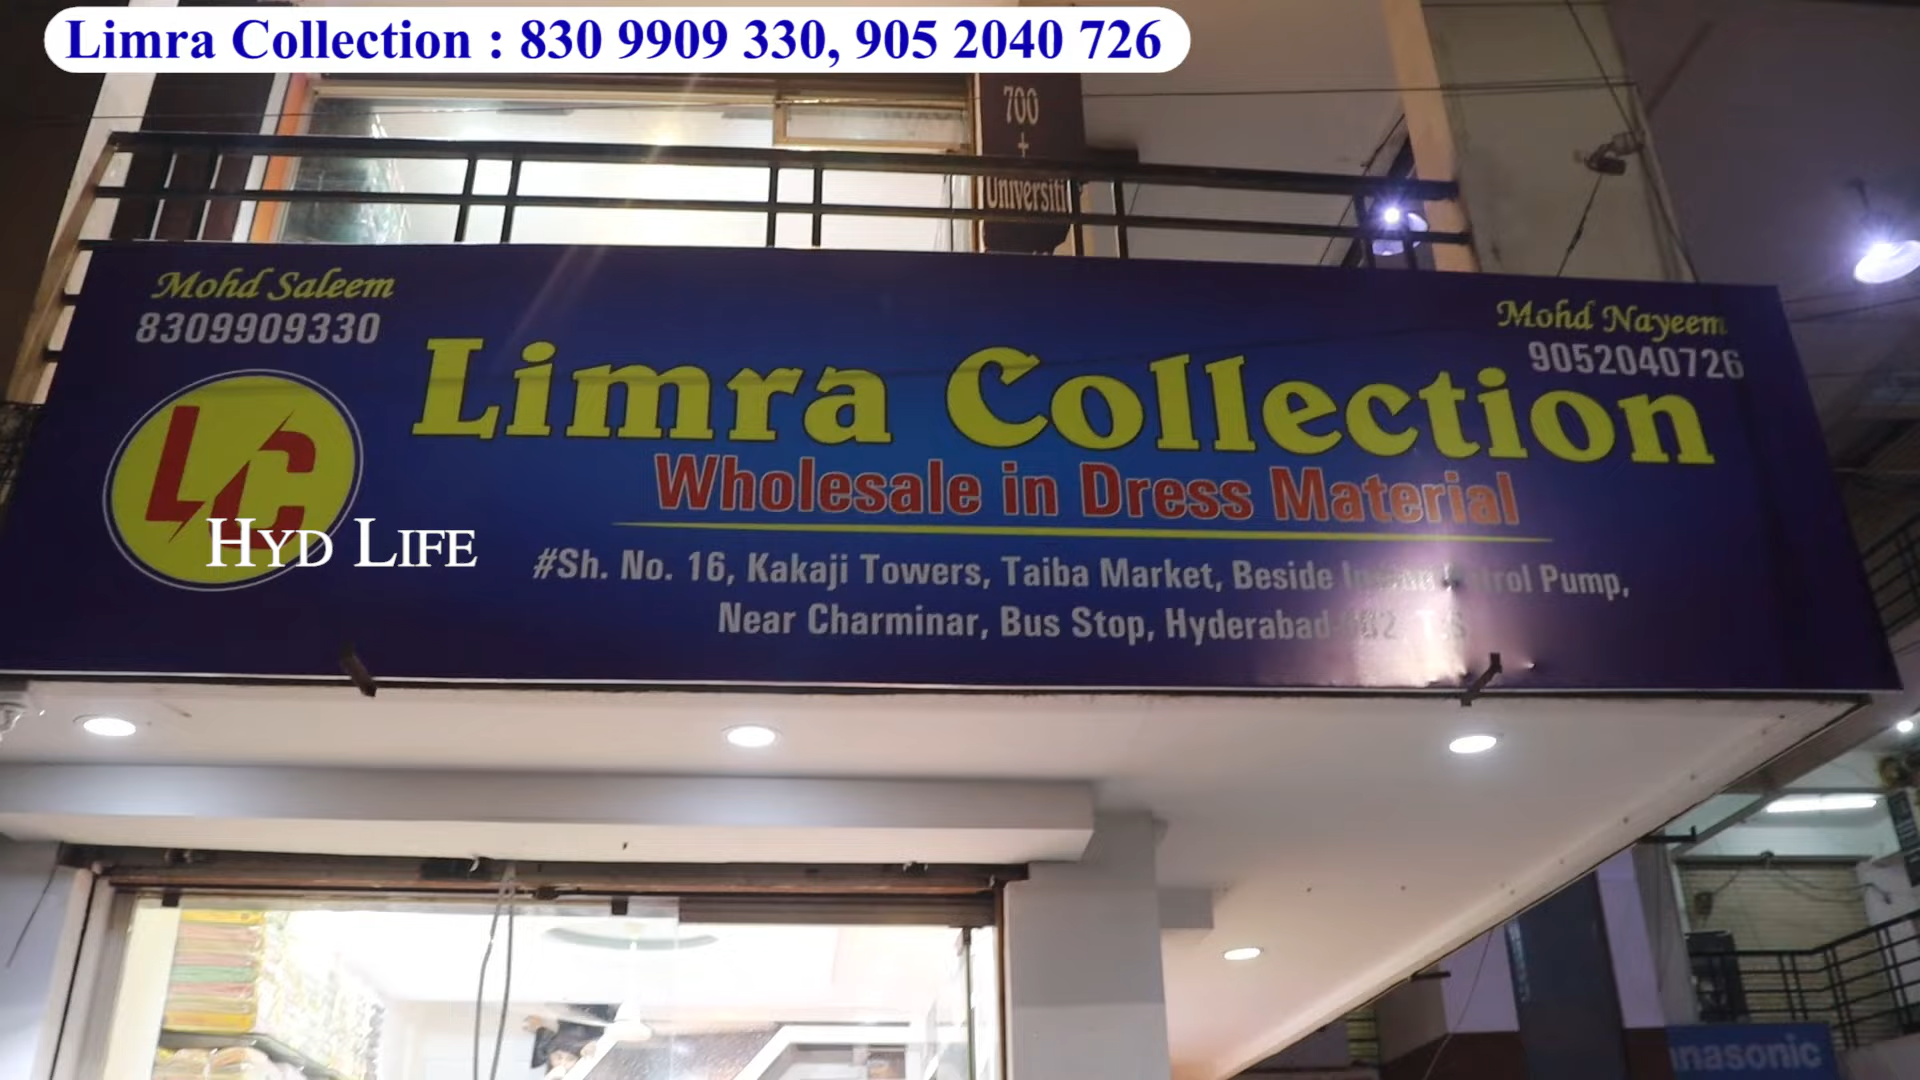 Limra Collection : 830 9909 330, 905 2040 726
700
+
Universiti
Mohd Saleem
8309909330
Mohd Nayeem
9052040726
LC
Limra Collection
Wholesale in Dress Material
HYD LIFE
#Sh. No. 16, Kakaji Towers, Taiba Market, Beside Pump,
Near Charminar, Bus Stop, Hyderabad
nasonic